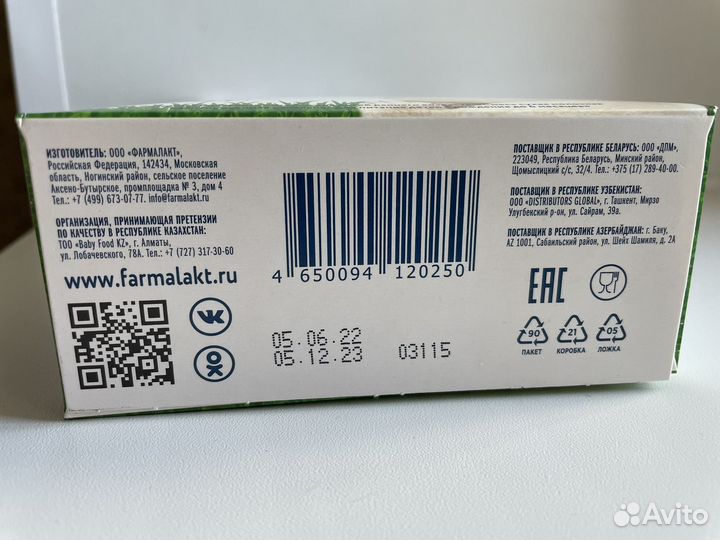 ИЗГОТОВИТЕЛЬ: ООО «ФАРМАЛАКТ»,
Российская Федерация, 142434, Московская
область, Ногинский район, сельское поселение
Аксено-Бутырское, промплощадка № 3, дом 4
Тел.: +7 (499) 673-07-77. info@farmalakt.ru
ОРГАНИЗАЦИЯ, ПРИНИМАЮЩАЯ ПРЕТЕНЗИИ
ПО КАЧЕСТВУ В РЕСПУБЛИКЕ КАЗАХСТАН:
ТОО «Baby Food KZ», г. Алматы,
ул. Лобачевского, 78А. Тел.: +7 (727) 317-30-60
www.farmalakt.ru
4 650094 120250
05.06.22
05.12.23 03115
ПОСТАВЩИК В РЕСПУБЛИКЕ БЕЛАРУСЬ: ООО «ДПМ»,
223049, Республика Беларусь, Минский район,
Щомыслицкий с/с, 32/4. Тел.: +375 (17) 289-40-00.
ПОСТАВЩИК В РЕСПУБЛИКЕ УЗБЕКИСТАН:
ООО «DISTRIBUTORS GLOBAL», г. Ташкент, Мирзо
Улугбекский р-он, ул. Сайрам, 39а.
ПОСТАВЩИК В РЕСПУБЛИКЕ АЗЕРБАЙДЖАН: г. Баку,
AZ 1001, Сабаильский район, ул. Шейх Шамиля, д. 2А
EAC
90 21 05
ПАКЕТ КОРОБКА ЛОЖКА
Avito